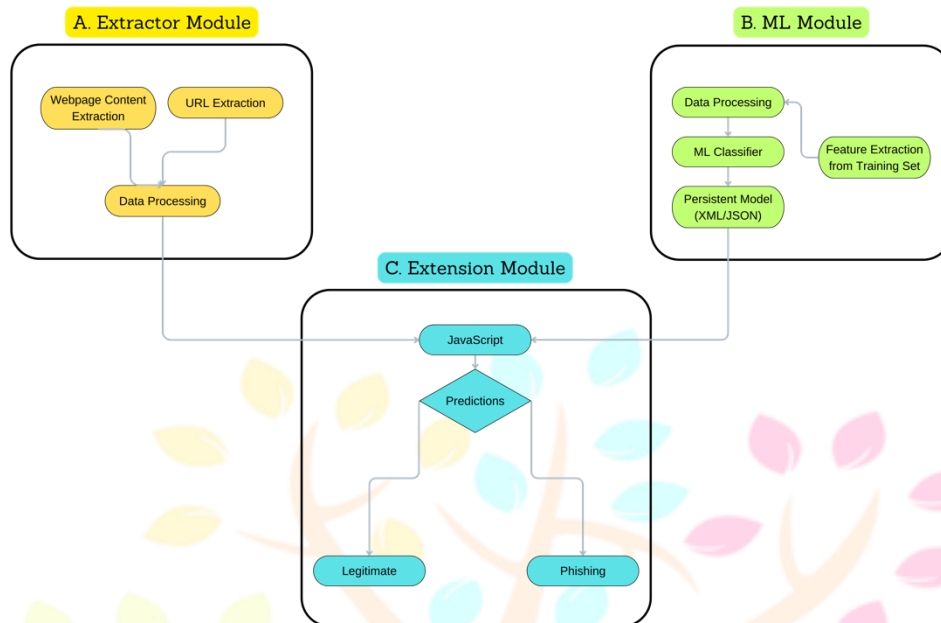 A. Extractor Module
B. ML Module
Webpage Content
Extraction
URL Extraction
Data Processing
Data Processing
ML Classifier
Feature Extraction
from Training Set
Persistent Model
(XML/JSON)
C. Extension Module
JavaScript
Predictions
Legitimate
Phishing